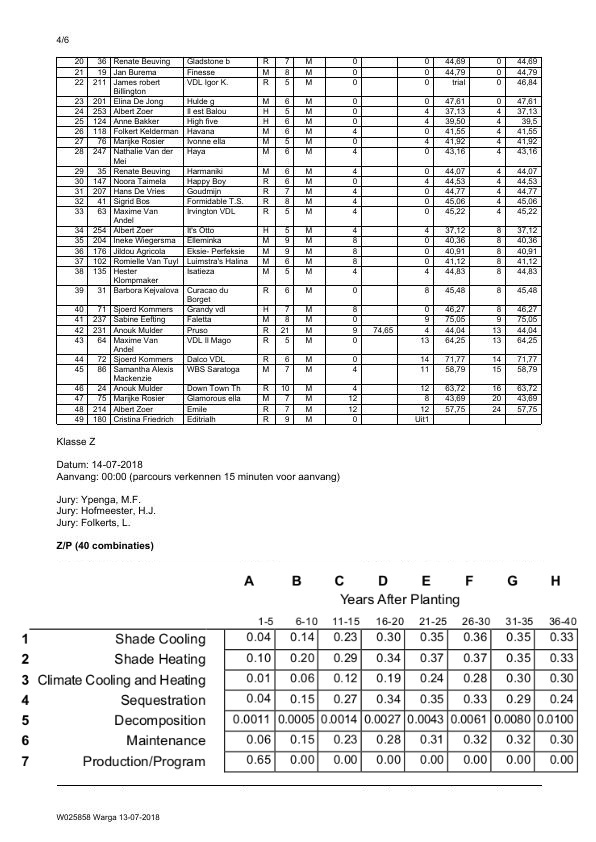 4/6
20 36 Renate Beuving Gladstone b R 7 M 0 0 44,69 0 44,69
21 19 Jan Burema Finesse M 8 M 0 0 44,79 0 44,79
22 211 James robert VDL Igor K. R 5 M 0 0 trial 0 46,84
Billington
23 201 Elina De Jong Hulde g M 6 M 0 0 47,61 0 47,61
24 253 Albert Zoer Il est Balou H 5 M 0 4 37,13 4 37,13
25 124 Anne Bakker High five H 6 M 0 4 39,50 4 39,5
26 118 Folkert Kelderman Havana M 6 M 4 0 41,55 4 41,55
27 76 Marijke Rosier Ivonne ella M 5 M 0 4 41,92 4 41,92
28 247 Nathalie Van der Haya M 6 M 4 0 43,16 4 43,16
Mei
29 35 Renate Beuving Harmaniki M 6 M 4 0 44,07 4 44,07
30 147 Noora Taimela Happy Boy R 6 M 0 4 44,53 4 44,53
31 207 Hans De Vries Goudmijn R 7 M 4 0 44,77 4 44,77
32 41 Sigrid Bos Formidable T.S. R 8 M 4 0 45,06 4 45,06
33 63 Maxime Van Irvington VDL R 5 M 4 0 45,22 4 45,22
Andel
34 254 Albert Zoer It's Otto H 5 M 4 4 37,12 8 37,12
35 204 Ineke Wiegersma Elleminka M 9 M 8 0 40,36 8 40,36
36 176 Jildou Agricola Eksie- Perfeksie M 9 M 8 0 40,91 8 40,91
37 102 Romielle Van Tuyl Luimstra's Halina M 6 M 8 0 41,12 8 41,12
38 135 Hester Isatieza M 5 M 4 4 44,83 8 44,83
Klompmaker
39 31 Barbora Kejvalova Curacao du R 6 M 0 8 45,48 8 45,48
Borget
40 71 Sjoerd Kommers Grandy vdl H 7 M 8 0 46,27 8 46,27
41 237 Sabine Eefting Faletta M 8 M 0 9 75,05 9 75,05
42 231 Anouk Mulder Pruso R 21 M 9 74,65 4 44,04 13 44,04
43 64 Maxime Van VDL Il Mago R 5 M 0 13 64,25 13 64,25
Andel
44 72 Sjoerd Kommers Dalco VDL R 6 M 0 14 71,77 14 71,77
45 86 Samantha Alexis WBS Saratoga M 7 M 4 11 58,79 15 58,79
Mackenzie
46 24 Anouk Mulder Down Town Th R 10 M 4 12 63,72 16 63,72
47 75 Marijke Rosier Glamorous ella M 7 M 12 8 43,69 20 43,69
48 214 Albert Zoer Emile R 7 M 12 12 57,75 24 57,75
49 180 Cristina Friedrich Editrialh R 9 M 0 Uit1
Klasse Z
Datum: 14-07-2018
Aanvang: 00:00 (parcours verkennen 15 minuten voor aanvang)
Jury: Ypenga, M.F.
Jury: Hofmeester, H.J.
Jury: Folkerts, L.
Z/P (40 combinaties)
A B C D E F G H
Years After Planting
1-5 6-10 11-15 16-20 21-25 26-30 31-35 36-40
1 Shade Cooling 0.04 0.14 0.23 0.30 0.35 0.36 0.35 0.33
2 Shade Heating 0.10 0.20 0.29 0.34 0.37 0.37 0.35 0.33
3 Climate Cooling and Heating 0.01 0.06 0.12 0.19 0.24 0.28 0.30 0.30
4 Sequestration 0.04 0.15 0.27 0.34 0.35 0.33 0.29 0.24
5 Decomposition 0.0011 0.0005 0.0014 0.0027 0.0043 0.0061 0.0080 0.0100
6 Maintenance 0.06 0.15 0.23 0.28 0.31 0.32 0.32 0.30
7 Production/Program 0.65 0.00 0.00 0.00 0.00 0.00 0.00 0.00
W025858 Warga 13-07-2018